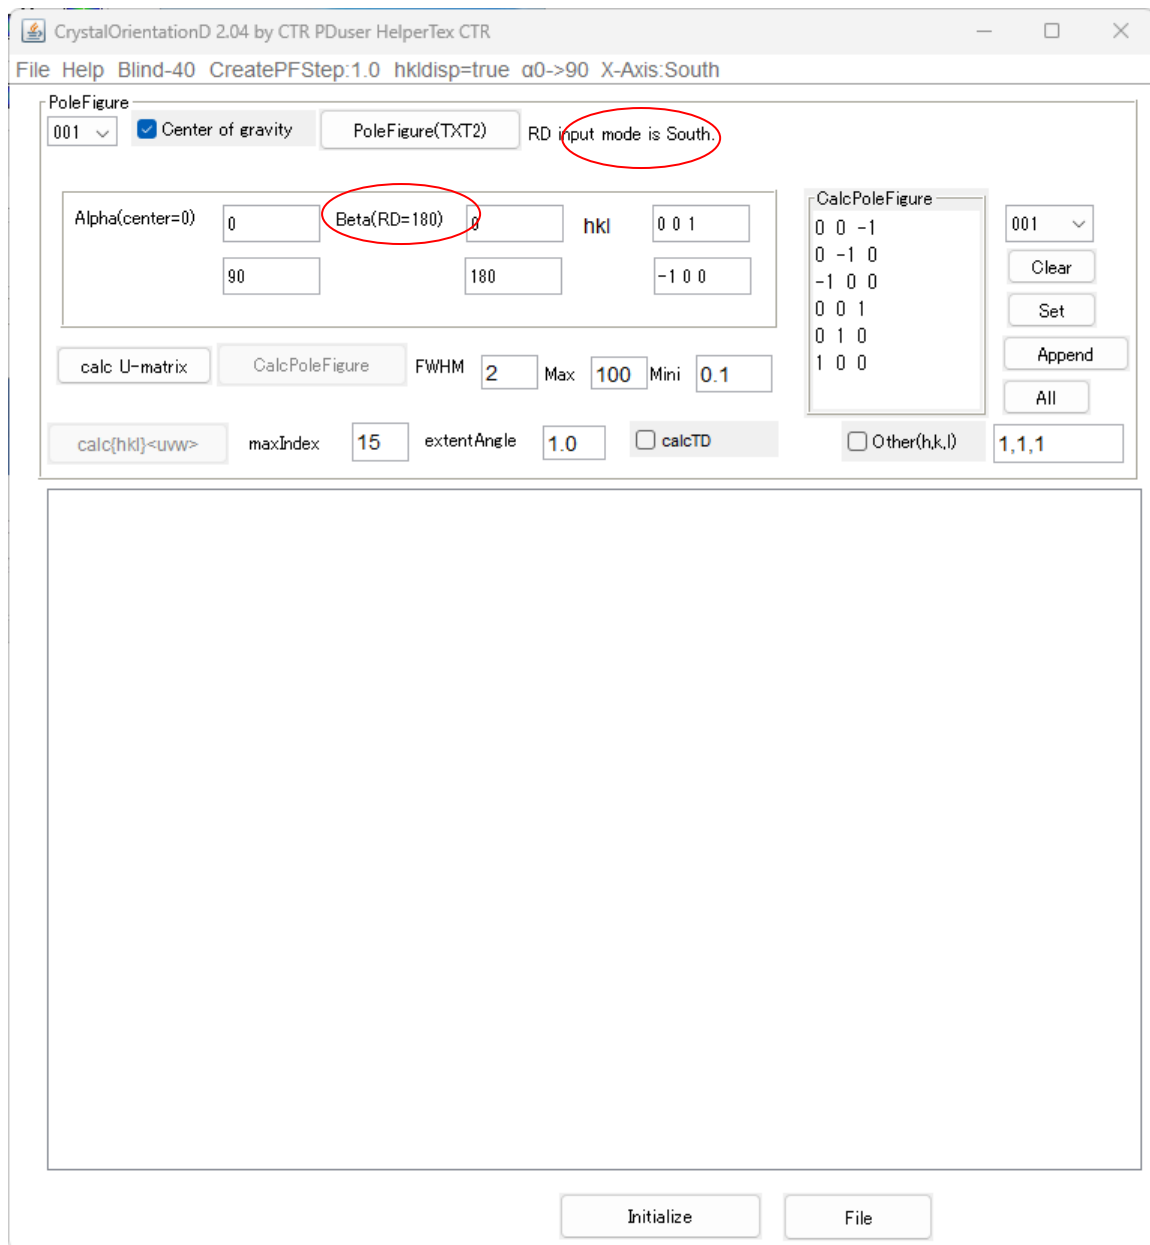 CrystalOrientationD 2.04 by CTR PDuser HelperTex CTR
File Help Blind-40 CreatePFStep:1.0 hkldisp=true α0->90 X-Axis:South
PoleFigure
001 Center of gravity PoleFigure(TXT2) RD input mode is South.
Alpha(center=0) 0 Beta(RD=180) 0 hkl 0 0 1
90 180 -1 0 0
CalcPoleFigure
0 0 -1
0 -1 0
-1 0 0
0 0 1
0 1 0
1 0 0
001
Clear
Set
Append
All
calc U-matrix CalcPoleFigure FWHM 2 Max 100 Mini 0.1
calc{hkl}<uvw> maxIndex 15 extentAngle 1.0 calcTD Other(h,k,l) 1,1,1
Initialize File